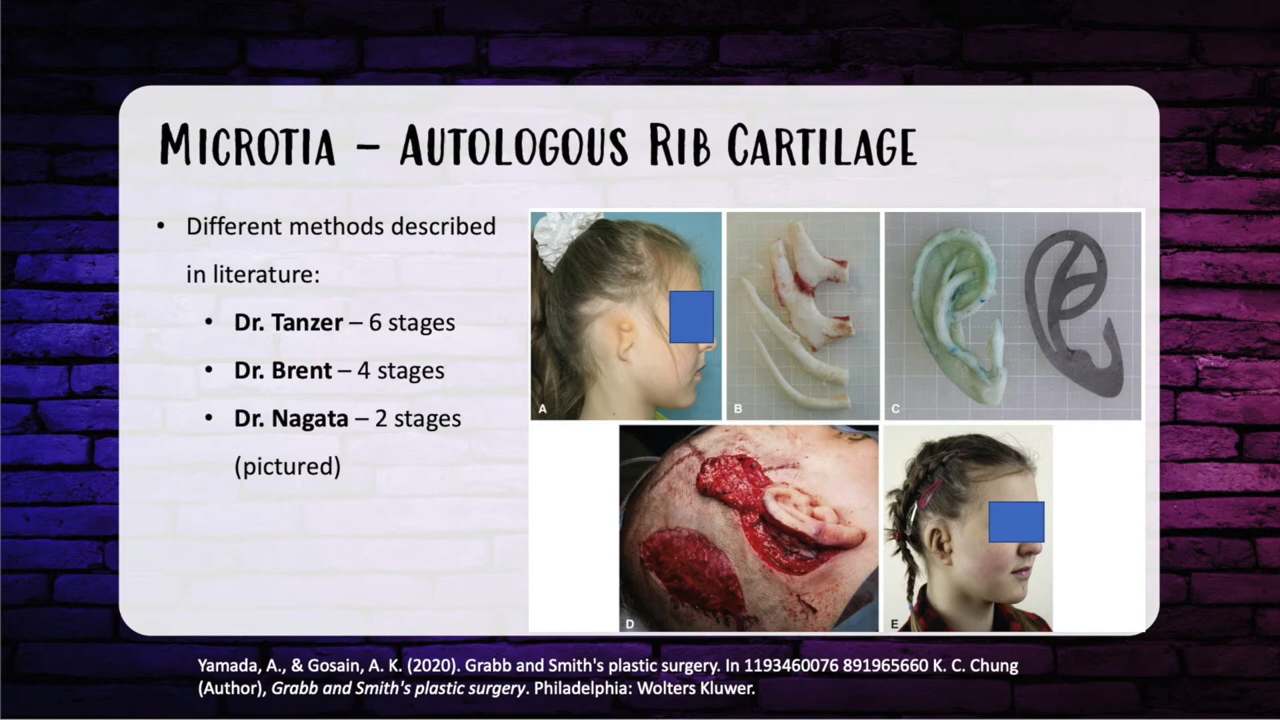 MICROTIA – AUTOLOGOUS RIB CARTILAGE
• Different methods described
in literature:
• Dr. Tanzer – 6 stages
• Dr. Brent – 4 stages
• Dr. Nagata – 2 stages
(pictured)
A
B
C
D
E
Yamada, A., & Gosain, A. K. (2020). Grabb and Smith's plastic surgery. In 1193460076 891965660 K. C. Chung
(Author), Grabb and Smith's plastic surgery. Philadelphia: Wolters Kluwer.